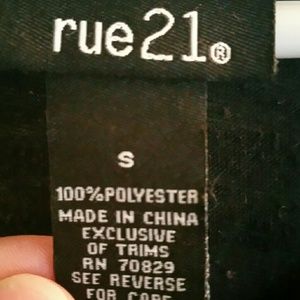 rue21®
S
100%POLYESTER
MADE IN CHINA
EXCLUSIVE
OF TRIMS
RN 70829
SEE REVERSE
FOR CARE